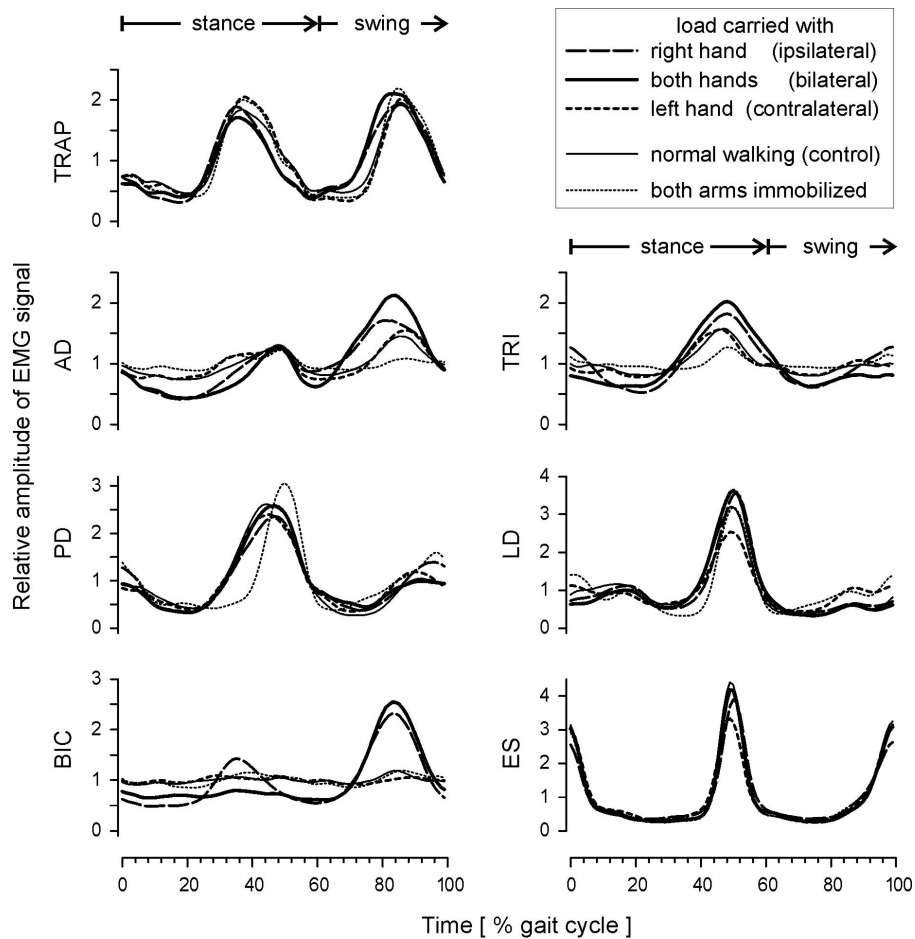 stance swing
load carried with
right hand (ipsilateral)
both hands (bilateral)
left hand (contralateral)
normal walking (control)
both arms immobilized
Relative amplitude of EMG signal
TRAP
2
1
0
stance swing
AD
2
1
0
TRI
2
1
0
PD
3
2
1
0
LD
4
3
2
1
0
BIC
3
2
1
0
ES
4
3
2
1
0
0 20 40 60 80 100
0 20 40 60 80 100
Time [ % gait cycle ]